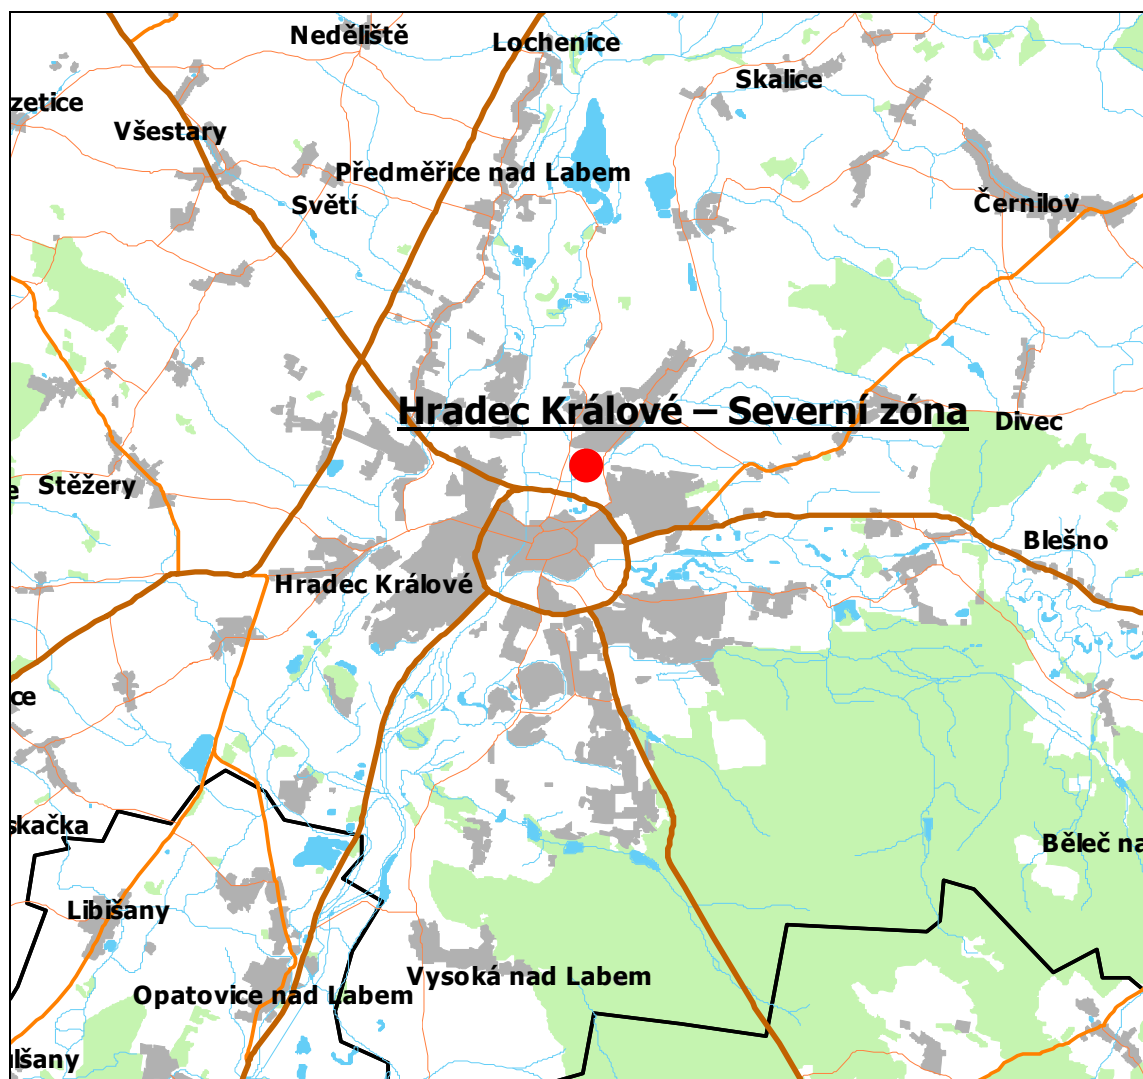 Neděliště
Lochenice
Skalice
zetice
Všestary
Předměřice nad Labem
Světí
Černilov
Hradec Králové – Severní zóna
Divec
Stěžery
e
Blešno
Hradec Králové
ce
skačka
Běleč na
Libišany
Vysoká nad Labem
Opatovice nad Labem
lšany